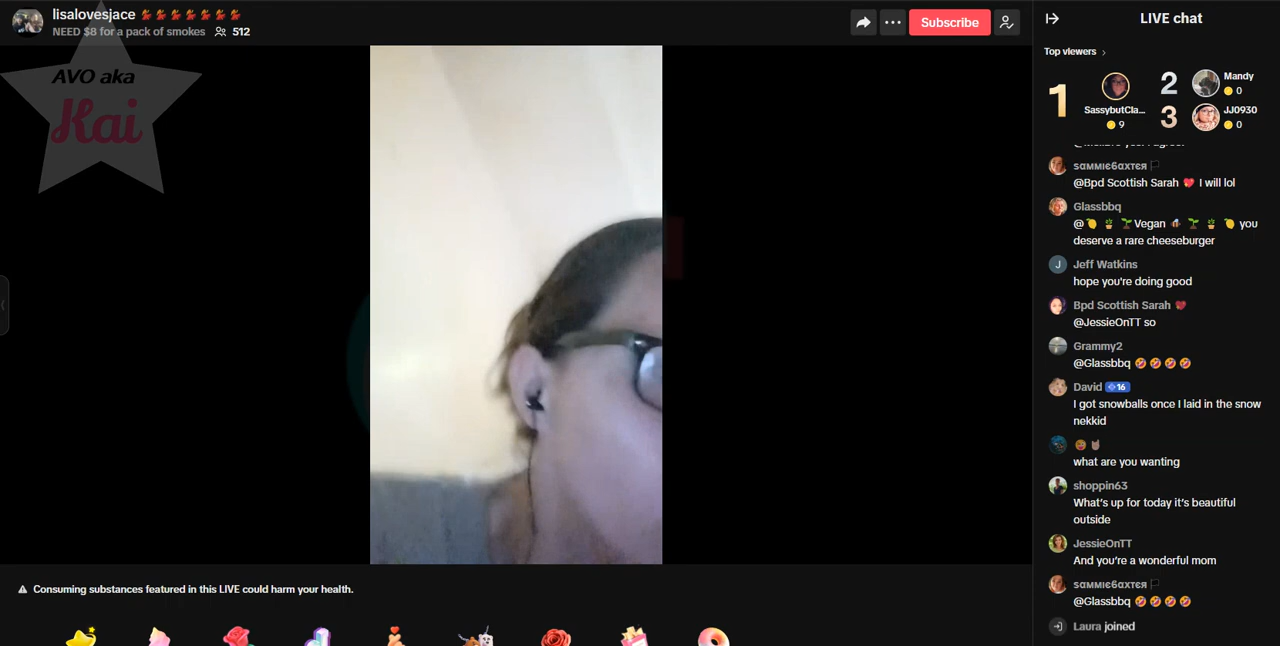 lisalovesjace 💃💃💃💃💃💃💃
NEED $8 for a pack of smokes 512
Subscribe
AVO aka
Kai
LIVE chat
Top viewers
1
SassybutCla...
9
2
Mandy
0
3
JJ0930
0
sαммιє6αxтєя 🏳
@Bpd Scottish Sarah 💖 I will lol
Glassbbq
@🍋 🪴 🌱Vegan 🐝 🌱 🪴 🍋 you
deserve a rare cheeseburger
J
Jeff Watkins
hope you're doing good
Bpd Scottish Sarah 💖
@JessieOnTT so
Grammy2
@Glassbbq 🤣 🤣 🤣 🤣
David 16
I got snowballs once I laid in the snow
nekkid
what are you wanting
shoppin63
What's up for today it's beautiful
outside
JessieOnTT
And you're a wonderful mom
sαммιє6αxтєя 🏳
@Glassbbq 🤣 🤣 🤣 🤣
Laura joined
Consuming substances featured in this LIVE could harm your health.